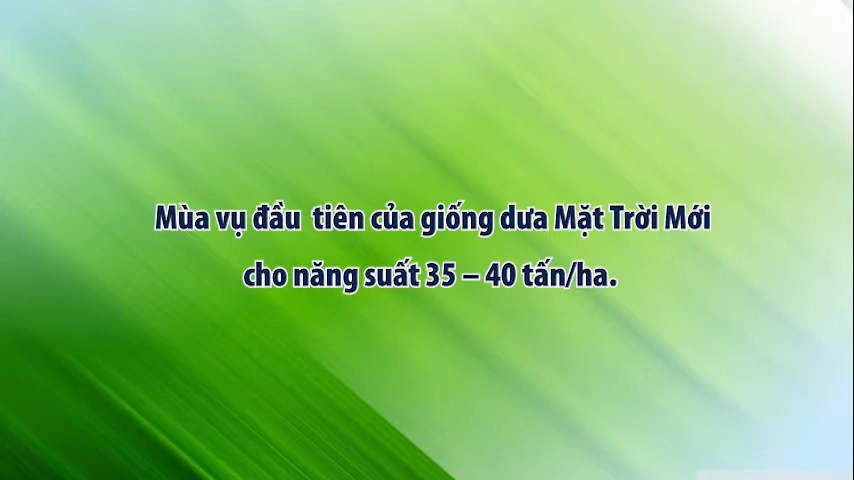 Mùa vụ đầu tiên của giống dưa Mặt Trời Mới
cho năng suất 35 – 40 tấn/ha.